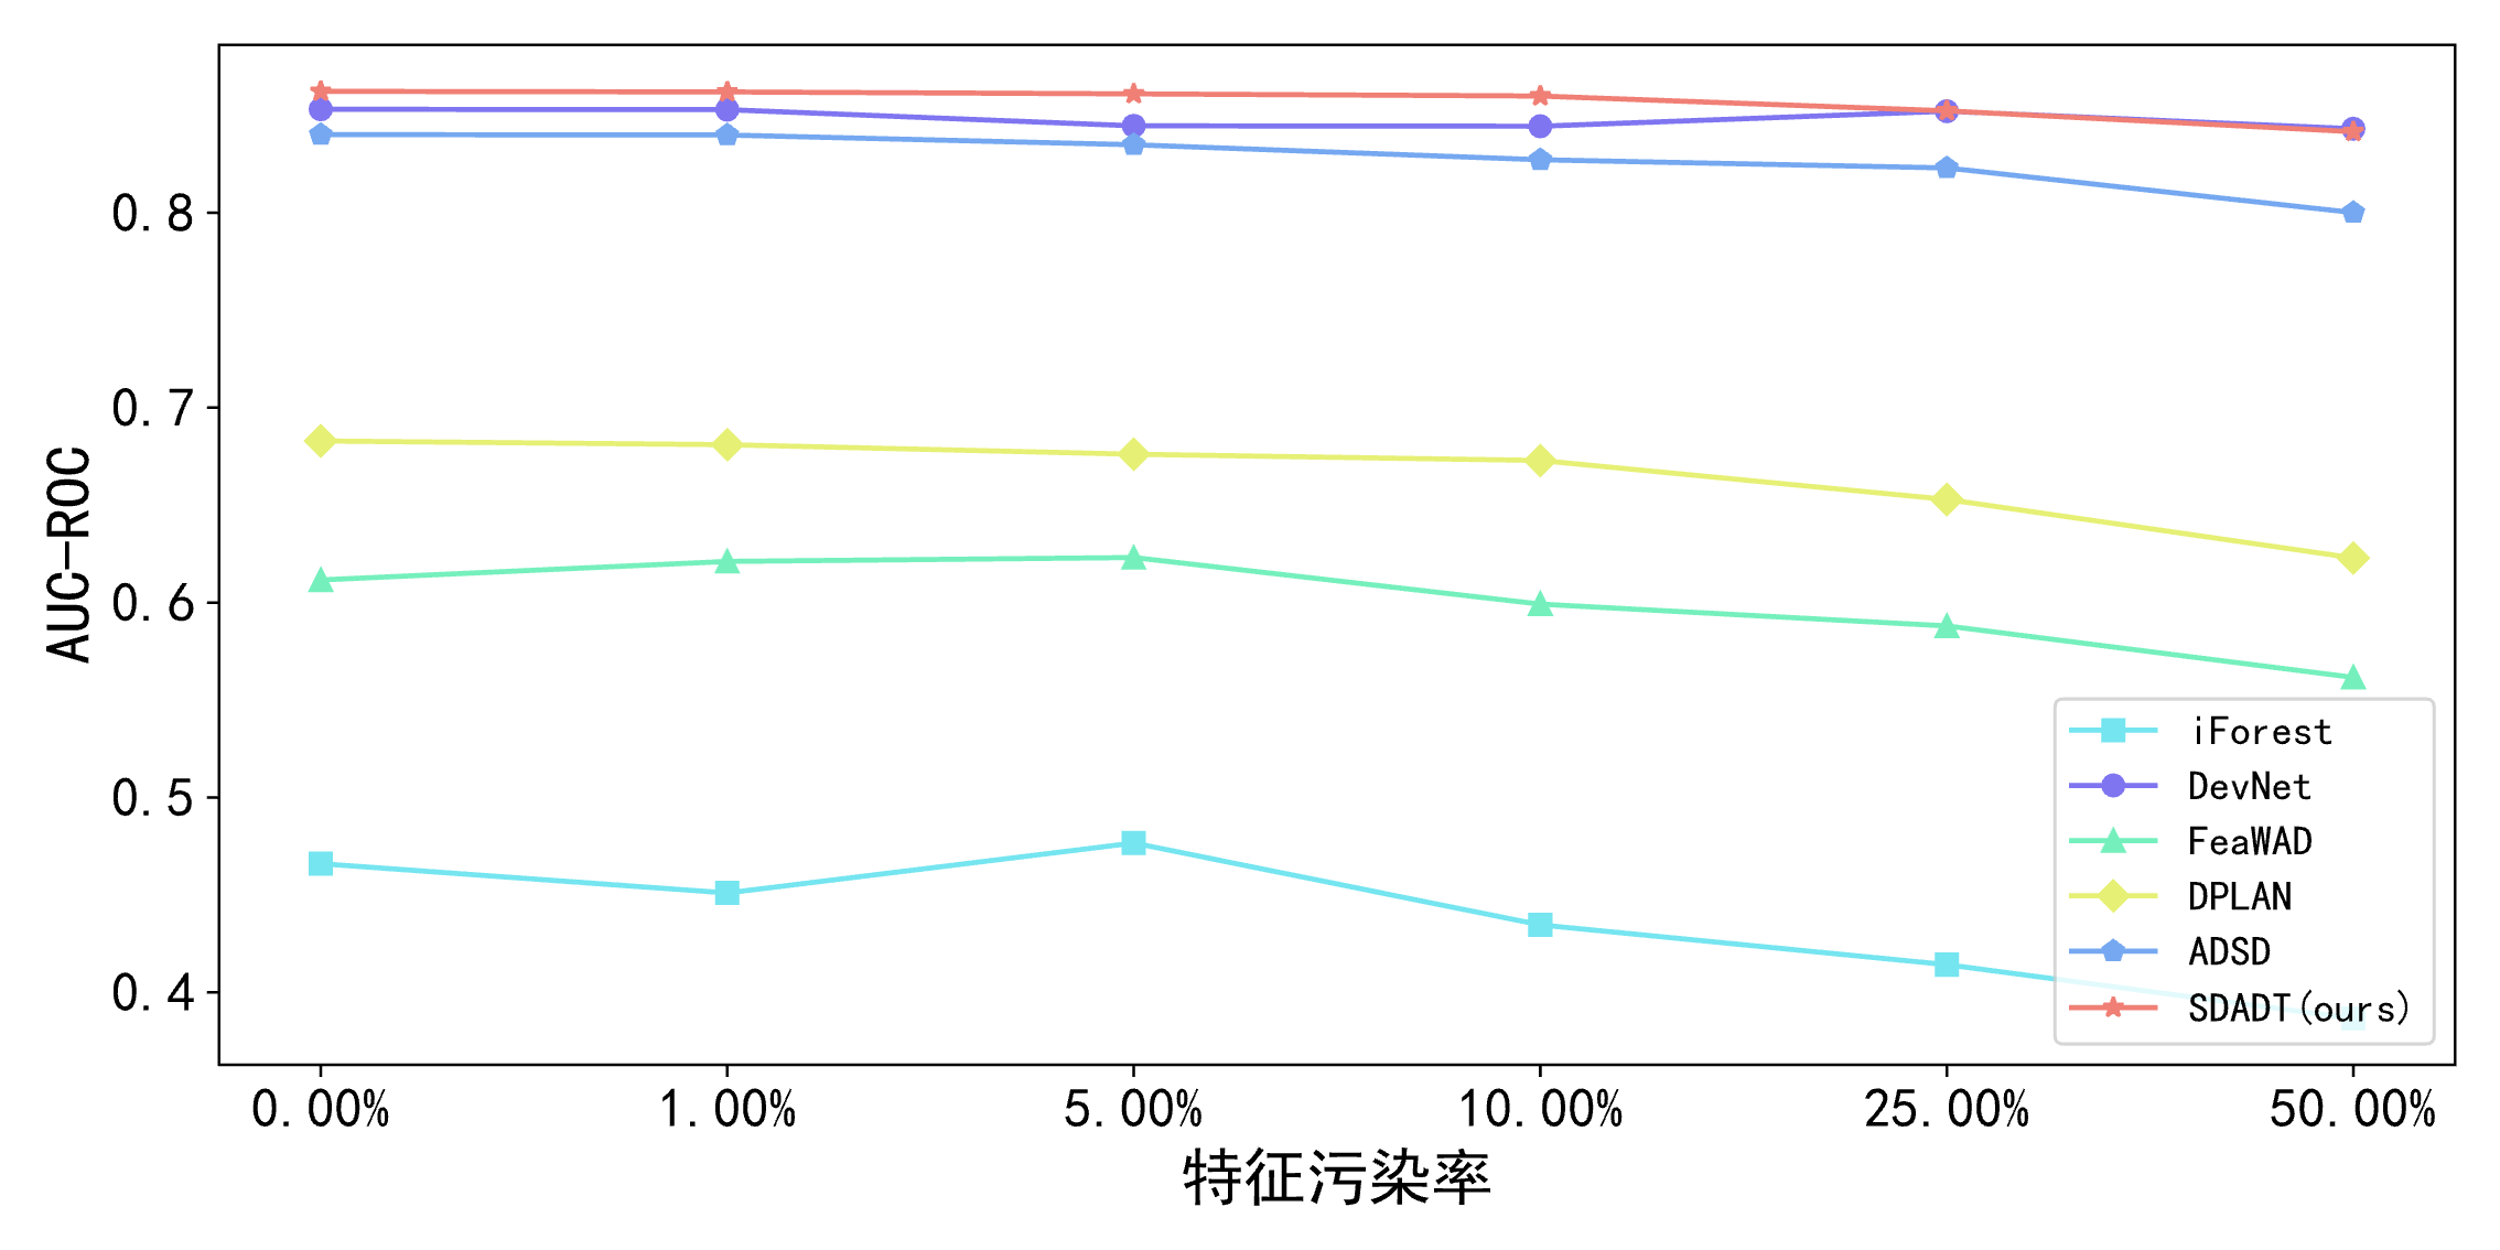 AUC-ROC
0.8
0.7
0.6
0.5
0.4
iForest
DevNet
FeaWAD
DPLAN
ADSD
SDADT(ours)
0.00% 1.00% 5.00% 10.00% 25.00% 50.00%
特征污染率